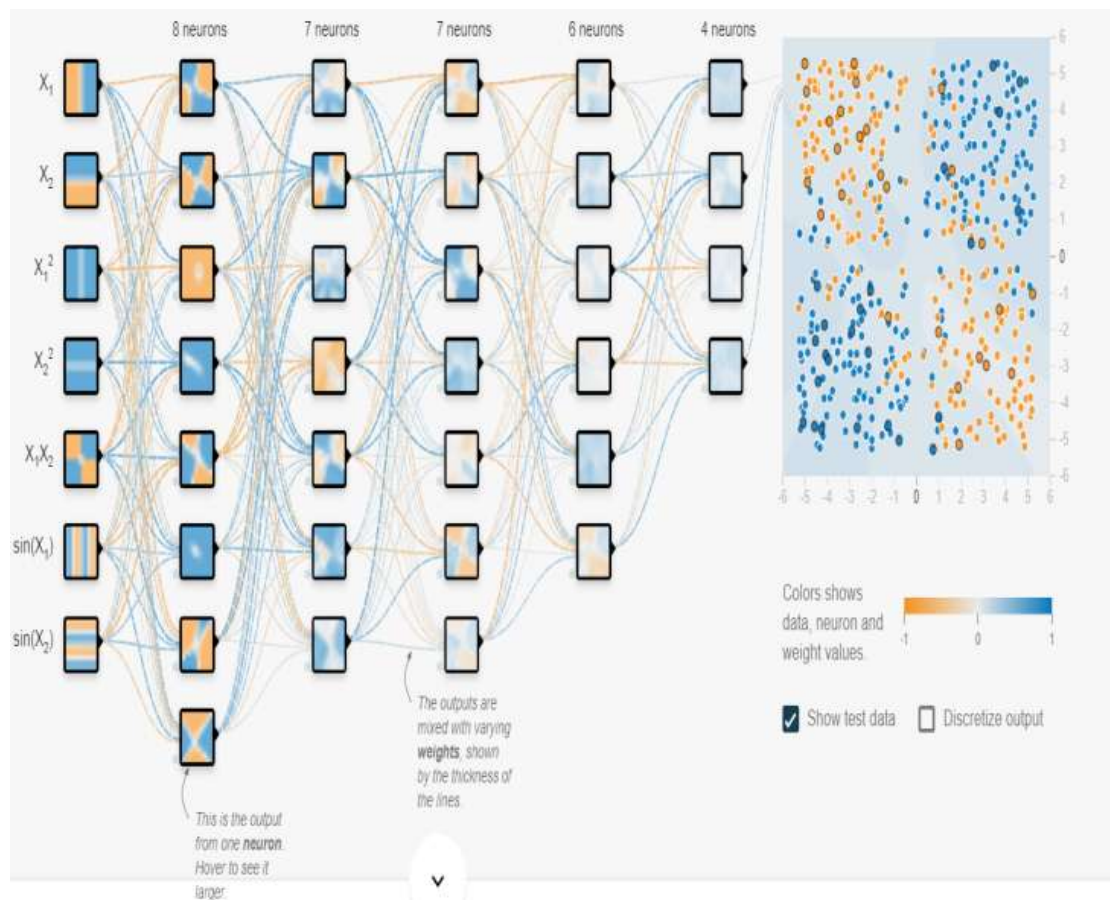 8 neurons 7 neurons 7 neurons 6 neurons 4 neurons
X₁
X₂
X₁²
X₂²
X₁X₂
sin(X₁)
sin(X₂)
6
5
4
3
2
1
0
-1
-2
-3
-4
-5
-6
-6 -5 -4 -3 -2 -1 0 1 2 3 4 5 6
Colors shows
data, neuron and
weight values.
-1 0 1
Show test data Discretize output
The outputs are
mixed with varying
weights, shown
by the thickness of
the lines.
This is the output
from one neuron.
Hover to see it
larger.